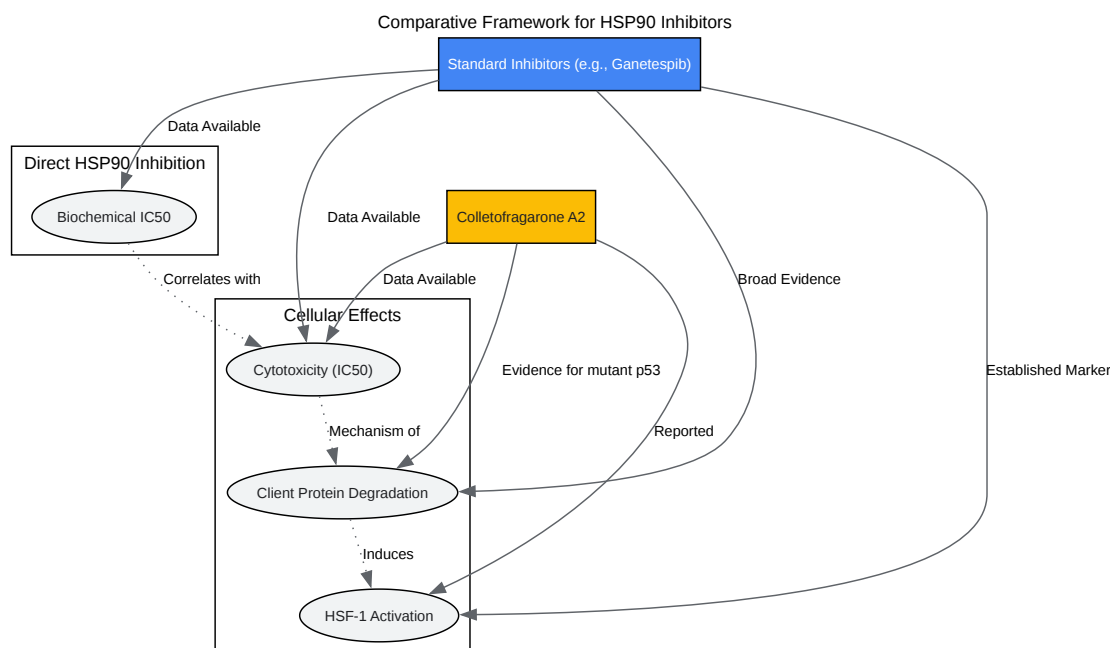 Comparative Framework for HSP90 Inhibitors
Standard Inhibitors (e.g., Ganetespib)
Data Available
Direct HSP90 Inhibition
Biochemical IC50
Data Available
Colletofragarone A2
Correlates with
Data Available
Broad Evidence
Cellular Effects
Cytotoxicity (IC50)
Evidence for mutant p53
Established Marker
Mechanism of
Reported
Client Protein Degradation
Induces
HSF-1 Activation